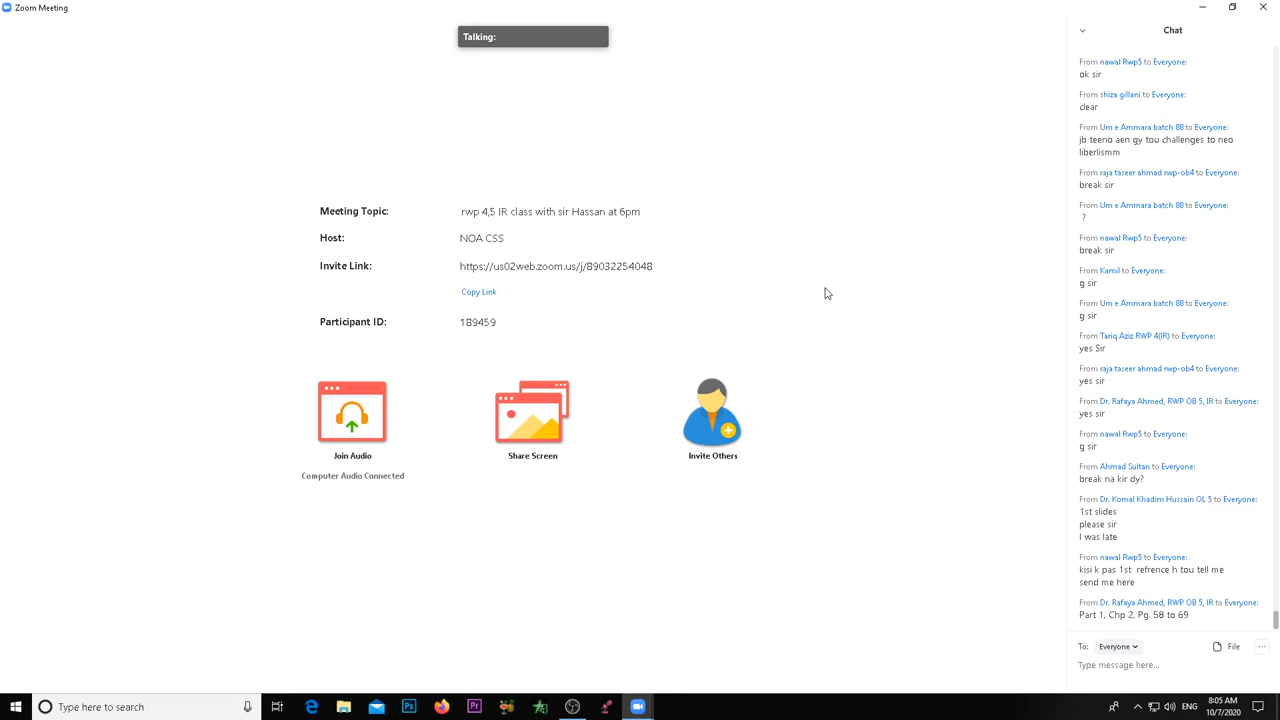 Zoom Meeting
Talking:
Meeting Topic: rwp 4,5 IR class with sir Hassan at 6pm
Host: NOA CSS
Invite Link: https://us02web.zoom.us/j/89032254048
Copy Link
Participant ID: 189459
Join Audio
Computer Audio Connected
Share Screen
Invite Others
Chat
From nawal Rwp5 to Everyone:
ok sir
From shiza gillani to Everyone:
clear
From Um e Ammara batch 88 to Everyone:
jb teeno aen gy tou challenges to neo
liberlismm
From raja taseer ahmad rwp-ob4 to Everyone:
break sir
From Um e Ammara batch 88 to Everyone:
?
From nawal Rwp5 to Everyone:
break sir
From Kamil to Everyone:
g sir
From Um e Ammara batch 88 to Everyone:
g sir
From Tariq Aziz RWP 4(IR) to Everyone:
yes Sir
From raja taseer ahmad rwp-ob4 to Everyone:
yes sir
From Dr. Rafaya Ahmed, RWP OB 5, IR to Everyone:
yes sir
From nawal Rwp5 to Everyone:
g sir
From Ahmad Sultan to Everyone:
break na kir dy?
From Dr. Komal Khadim Hussain OL 5 to Everyone:
1st slides
please sir
I was late
From nawal Rwp5 to Everyone:
kisi k pas 1st refrence h tou tell me
send me here
From Dr. Rafaya Ahmed, RWP OB 5, IR to Everyone:
Part 1, Chp 2, Pg. 58 to 69
To: Everyone
File
Type message here...
Type here to search
ENG
8:05 AM
10/7/2020